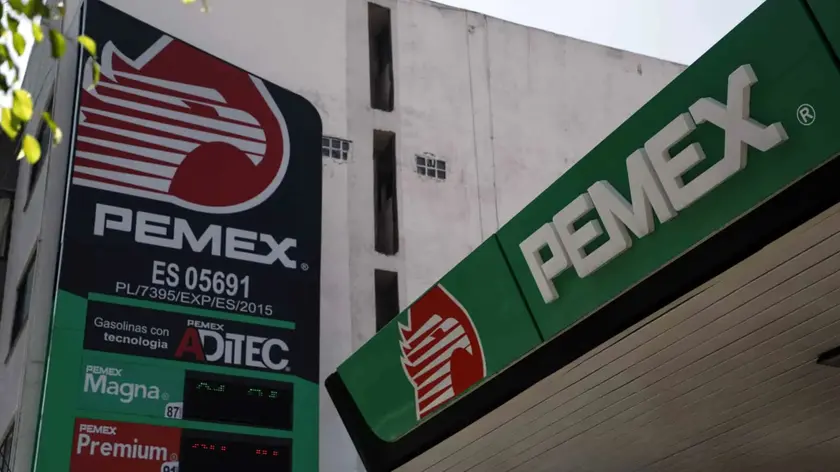 PEMEX®
ES 05691
PL/7395/EXP/ES/2015
Gasolinas con
tecnología
PEMEX
ADITEC
PEMEX
Magna
87
PEMEX
Premium
91
PEMEX®